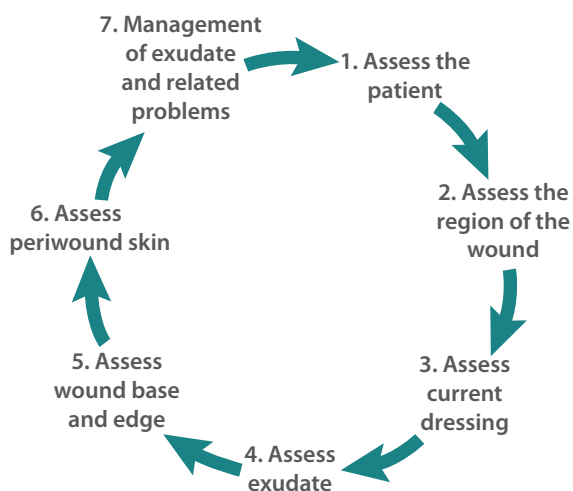 7. Management
of exudate
and related
problems
1. Assess the
patient
2. Assess the
region of the
wound
3. Assess
current
dressing
4. Assess
exudate
5. Assess
wound base
and edge
6. Assess
periwound skin